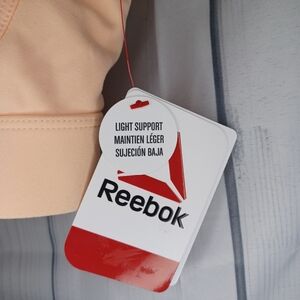 LIGHT SUPPORT
MAINTIEN LÉGER
SUJECIÓN BAJA
Reebok